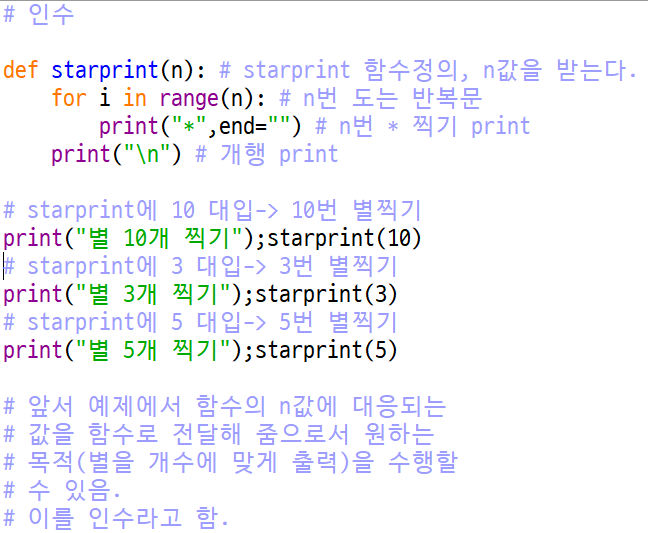 # 인수
def starprint(n): # starprint 함수정의, n값을 받는다.
    for i in range(n): # n번 도는 반복문
        print("*",end="") # n번 * 찍기 print
    print("\n") # 개행 print
# starprint에 10 대입-> 10번 별찍기
print("별 10개 찍기");starprint(10)
# starprint에 3 대입-> 3번 별찍기
print("별 3개 찍기");starprint(3)
# starprint에 5 대입-> 5번 별찍기
print("별 5개 찍기");starprint(5)
# 앞서 예제에서 함수의 n값에 대응되는
# 값을 함수로 전달해 줌으로서 원하는
# 목적(별을 개수에 맞게 출력)을 수행할
# 수 있음.
# 이를 인수라고 함.